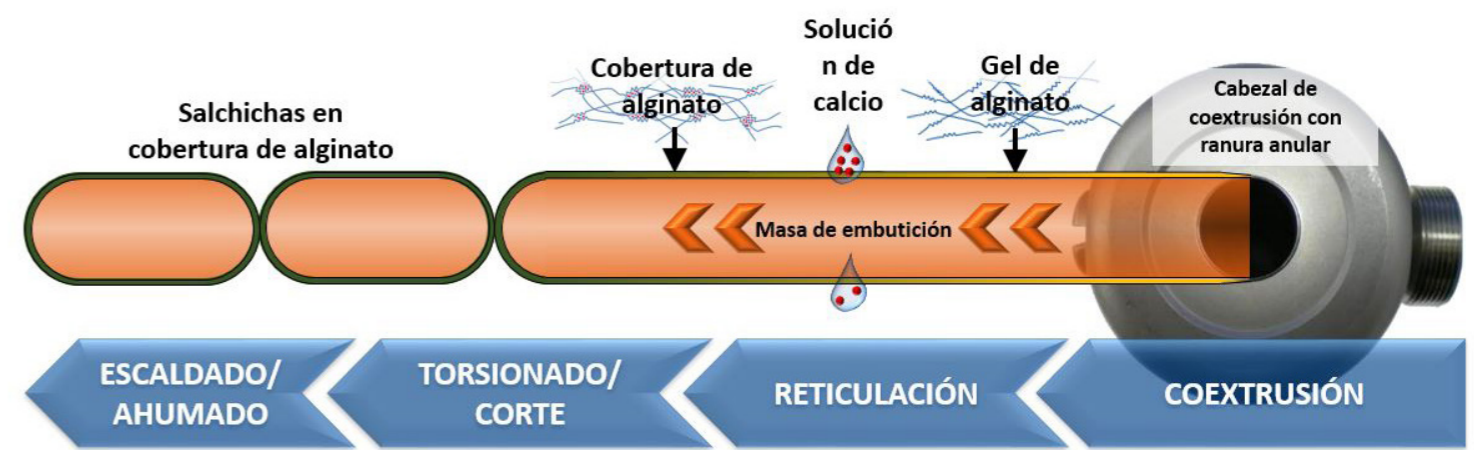 Salchichas en
cobertura de alginato
Cobertura de
alginato
Solució
n de
calcio
Gel de
alginato
Cabezal de
coextrusión con
ranura anular
Masa de embutición
ESCALDADO/
AHUMADO
TORSIONADO/
CORTE
RETICULACIÓN
COEXTRUSIÓN